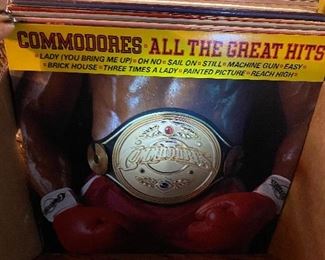 COMMODORES • ALL THE GREAT HITS
• LADY (YOU BRING ME UP) • OH NO • SAIL ON • STILL • MACHINE GUN • EASY •
• BRICK HOUSE • THREE TIMES A LADY • PAINTED PICTURE • REACH HIGH •
COMMODORES